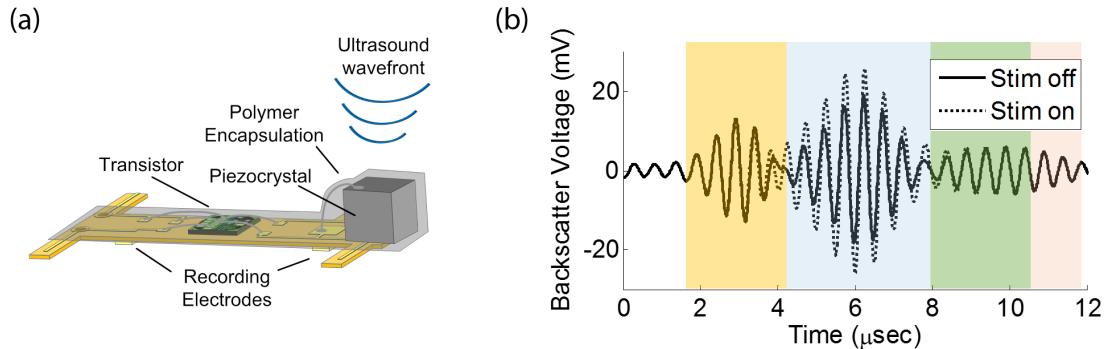 (a)
Ultrasound
wavefront
Polymer
Encapsulation
Transistor
Piezocrystal
Recording
Electrodes
(b)
Backscatter Voltage (mV)
20
0
-20
Stim off
Stim on
0 2 4 6 8 10 12
Time (μsec)